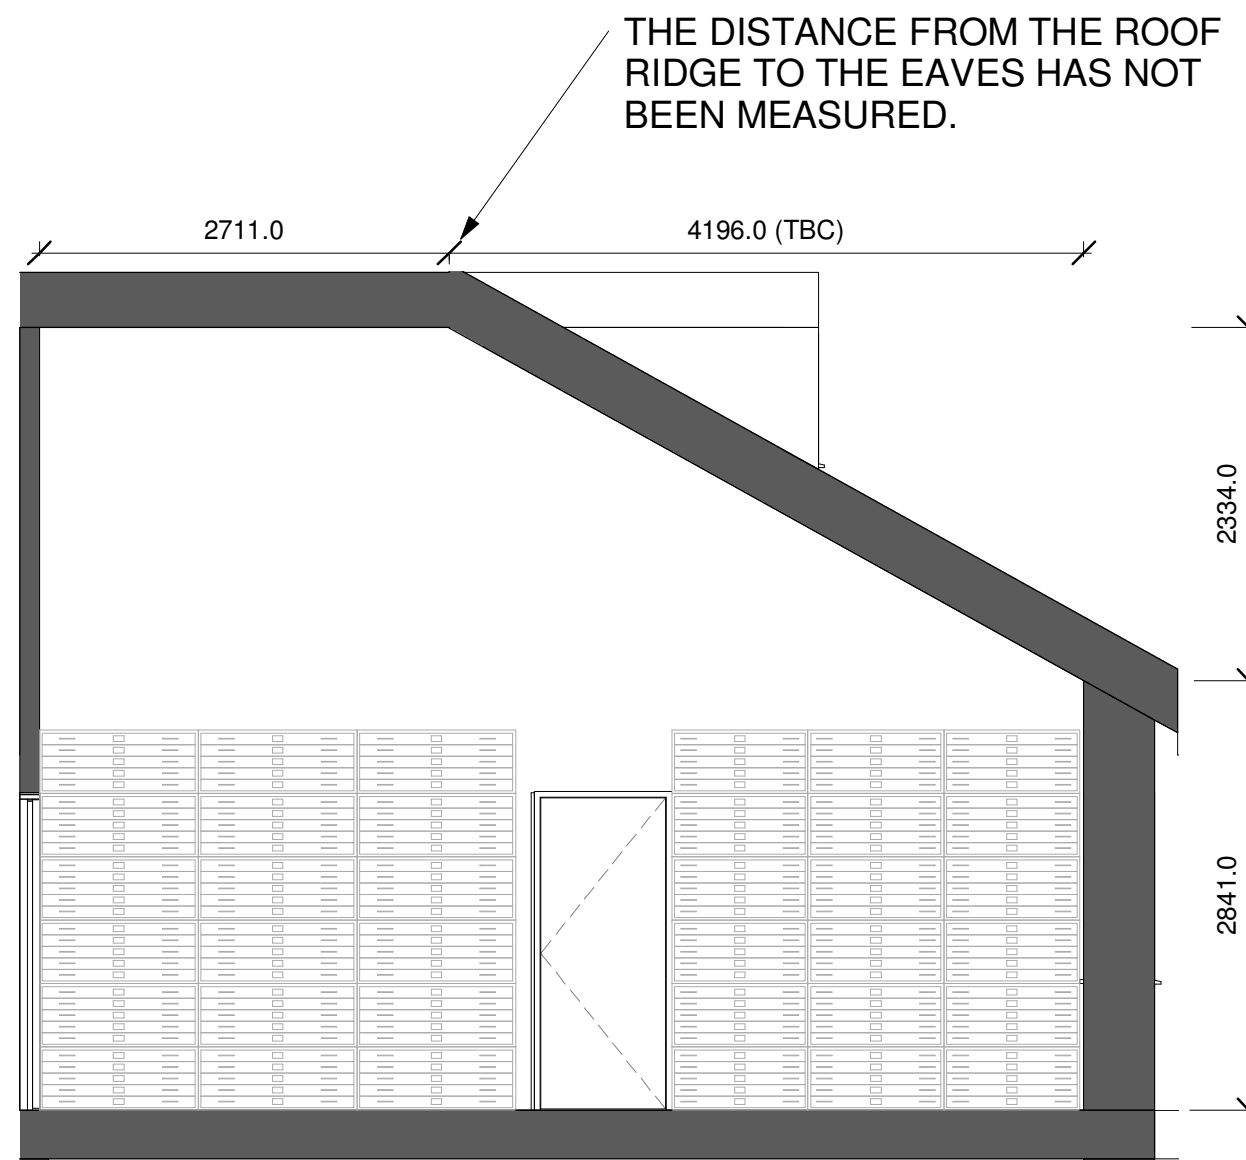 THE DISTANCE FROM THE ROOF
RIDGE TO THE EAVES HAS NOT
BEEN MEASURED.
2711.0
4196.0 (TBC)
2334.0
2841.0